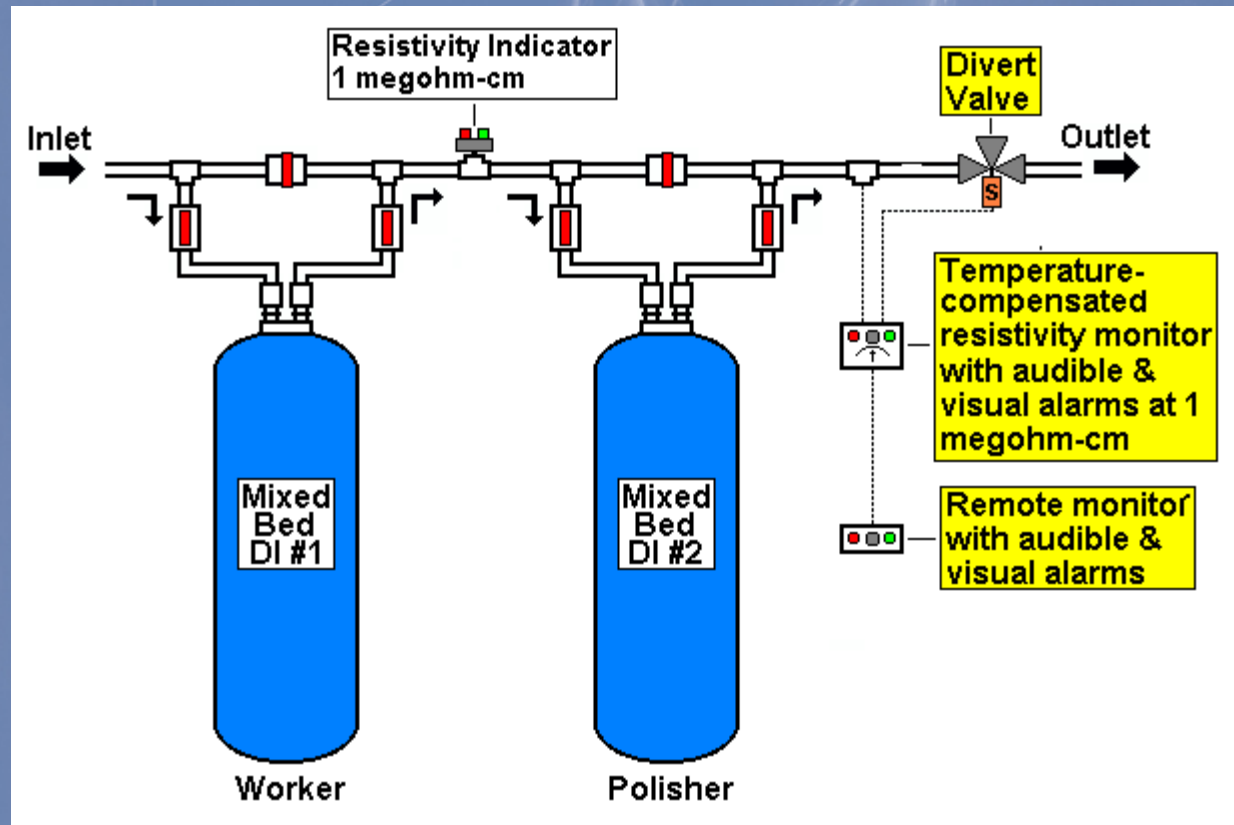 Resistivity Indicator
1 megohm-cm
Divert
Valve
Inlet
Outlet
S
Temperature-
compensated
resistivity monitor
with audible &
visual alarms at 1
megohm-cm
Mixed
Bed
DI #1
Mixed
Bed
DI #2
Remote monitor
with audible &
visual alarms
Worker
Polisher